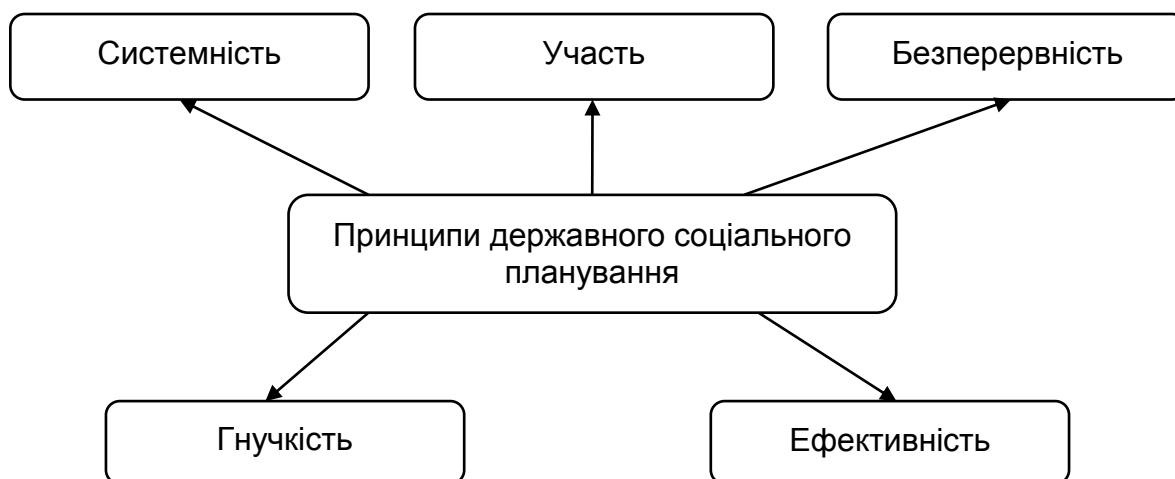 Системність
Участь
Безперервність
Принципи державного соціального
планування
Гнучкість
Ефективність